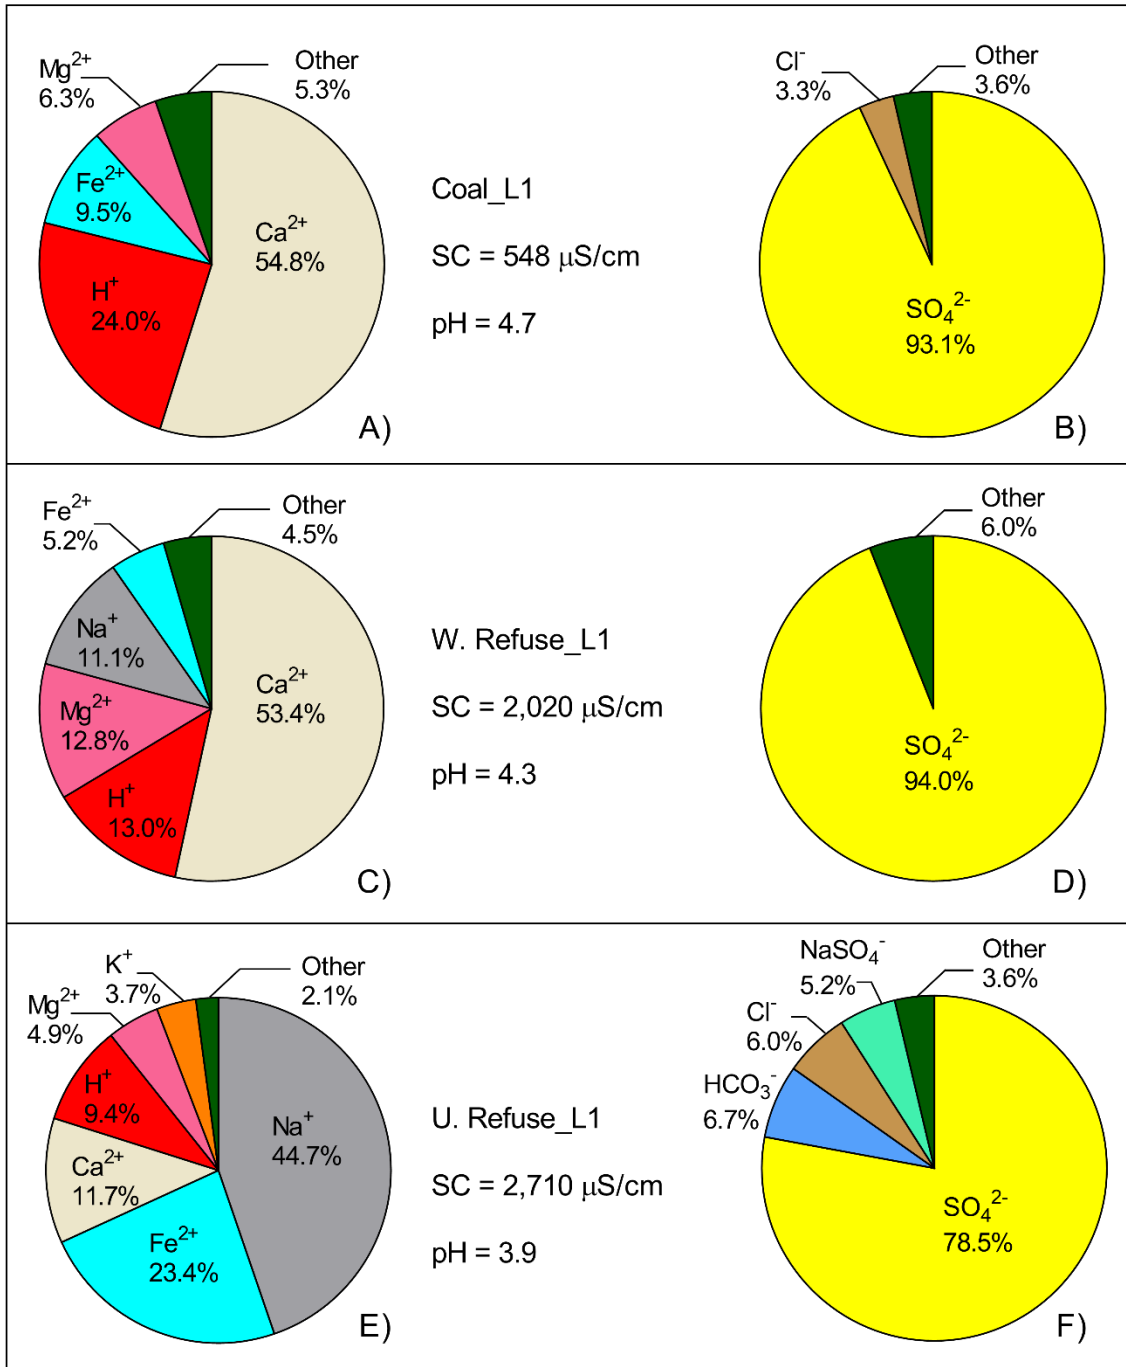 Mg²⁺
6.3%
Other
5.3%
Fe²⁺
9.5%
Ca²⁺
54.8%
H⁺
24.0%
A)
Coal_L1
SC = 548 µS/cm
pH = 4.7
Cl⁻
3.3%
Other
3.6%
SO₄²⁻
93.1%
B)
Fe²⁺
5.2%
Other
4.5%
Na⁺
11.1%
Ca²⁺
53.4%
Mg²⁺
12.8%
H⁺
13.0%
C)
W. Refuse_L1
SC = 2,020 µS/cm
pH = 4.3
Other
6.0%
SO₄²⁻
94.0%
D)
K⁺
3.7%
Other
2.1%
Mg²⁺
4.9%
H⁺
9.4%
Na⁺
44.7%
Ca²⁺
11.7%
Fe²⁺
23.4%
E)
U. Refuse_L1
SC = 2,710 µS/cm
pH = 3.9
NaSO₄⁻
5.2%
Other
3.6%
Cl⁻
6.0%
HCO₃⁻
6.7%
SO₄²⁻
78.5%
F)